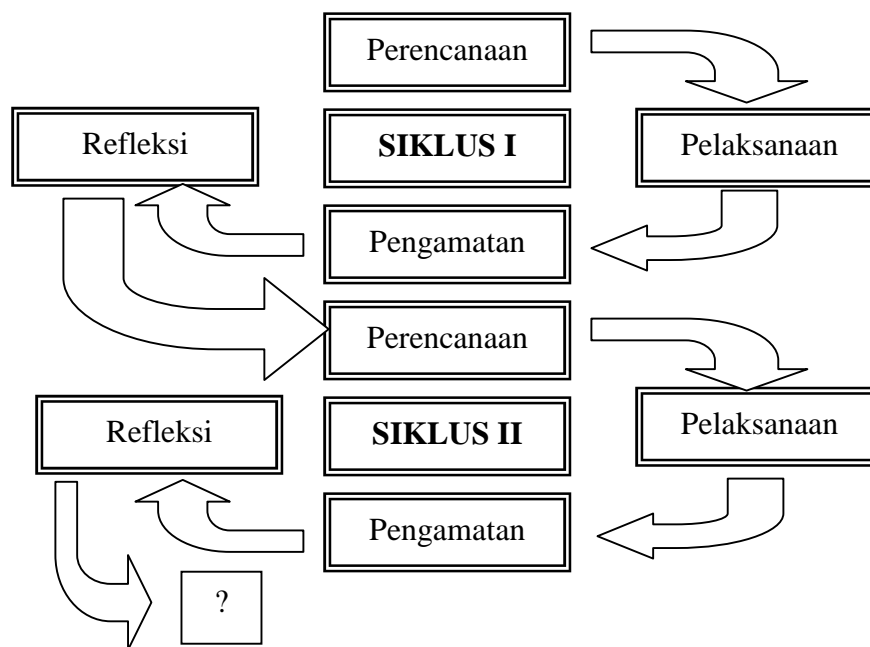 Perencanaan
Refleksi
SIKLUS I
Pelaksanaan
Pengamatan
Perencanaan
Refleksi
SIKLUS II
Pelaksanaan
Pengamatan
?